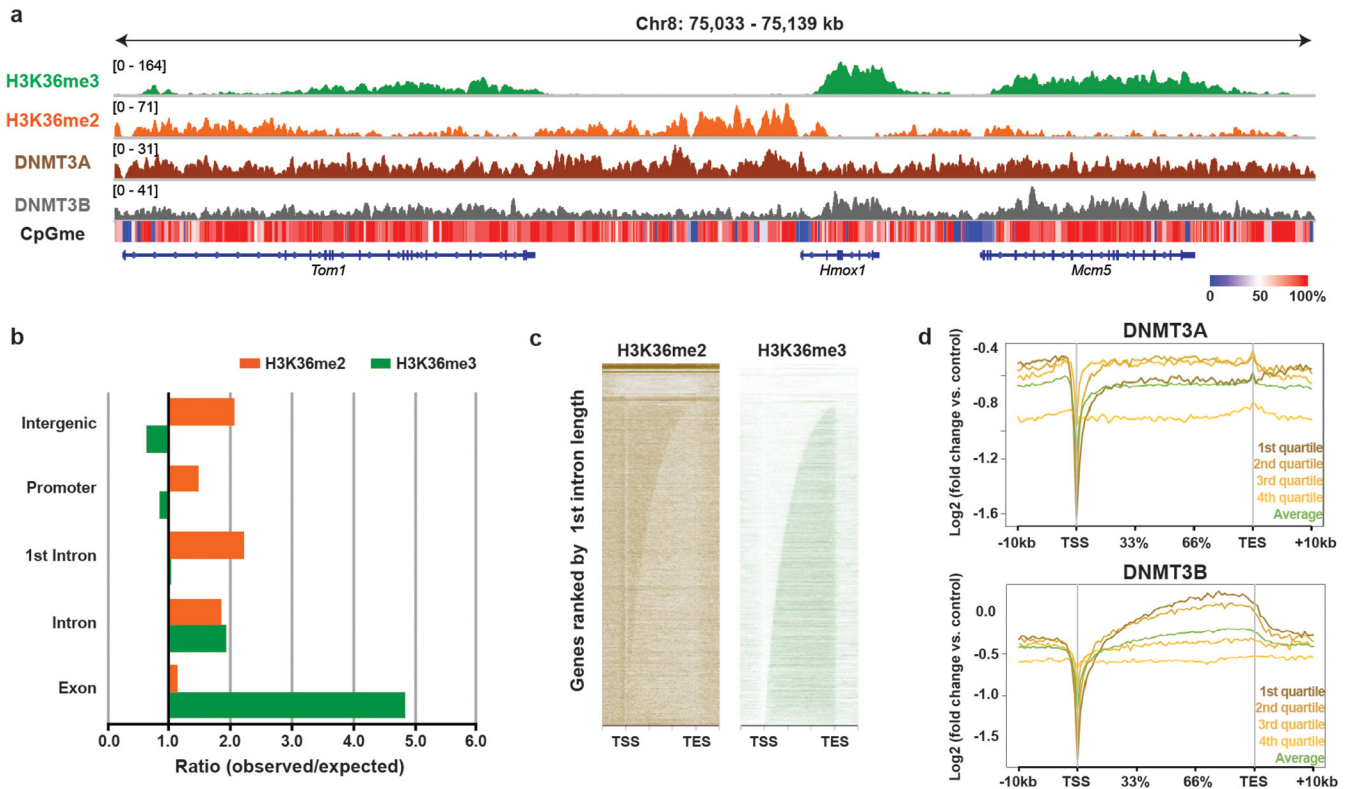 a
Chr8: 75,033 - 75,139 kb
H3K36me3
[0 - 164]
H3K36me2
[0 - 71]
DNMT3A
[0 - 31]
DNMT3B
[0 - 41]
CpGme
Tom1
Hmox1
Mcm5
0 50 100%
b
H3K36me2 H3K36me3
Intergenic
Promoter
1st Intron
Intron
Exon
0.0 1.0 2.0 3.0 4.0 5.0 6.0
Ratio (observed/expected)
c
H3K36me2 H3K36me3
Genes ranked by 1st intron length
TSS TES TSS TES
d
DNMT3A
Log2 (fold change vs. control)
-0.4
-0.8
-1.2
-1.6
1st quartile
2nd quartile
3rd quartile
4th quartile
Average
-10kb TSS 33% 66% TES +10kb
DNMT3B
Log2 (fold change vs. control)
0.0
-0.5
-1.0
-1.5
1st quartile
2nd quartile
3rd quartile
4th quartile
Average
-10kb TSS 33% 66% TES +10kb